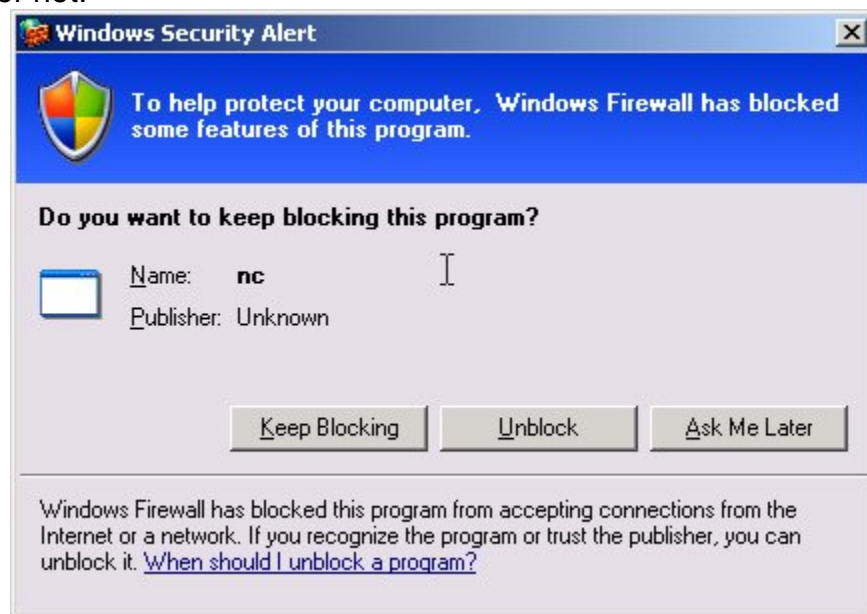 or not.
Windows Security Alert
To help protect your computer, Windows Firewall has blocked
some features of this program.
Do you want to keep blocking this program?
Name: nc
Publisher: Unknown
Keep Blocking Unblock Ask Me Later
Windows Firewall has blocked this program from accepting connections from the
Internet or a network. If you recognize the program or trust the publisher, you can
unblock it. When should I unblock a program?